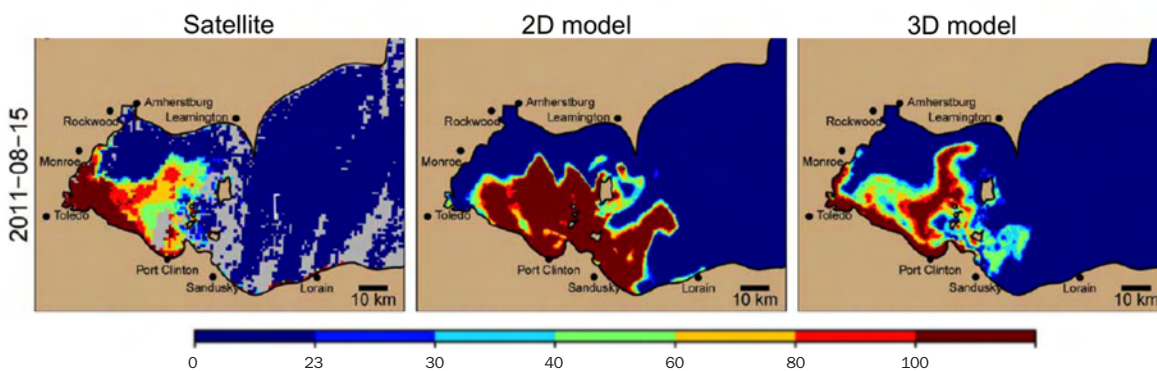 Satellite
2D model
3D model
2011-08-15
Amherstburg
Leamington
Rockwood
Monroe
Toledo
Port Clinton
Sandusky
Lorain
10 km
Amherstburg
Leamington
Rockwood
Monroe
Toledo
Port Clinton
Sandusky
Lorain
10 km
Amherstburg
Leamington
Rockwood
Monroe
Toledo
Port Clinton
Sandusky
Lorain
10 km
0 23 30 40 60 80 100